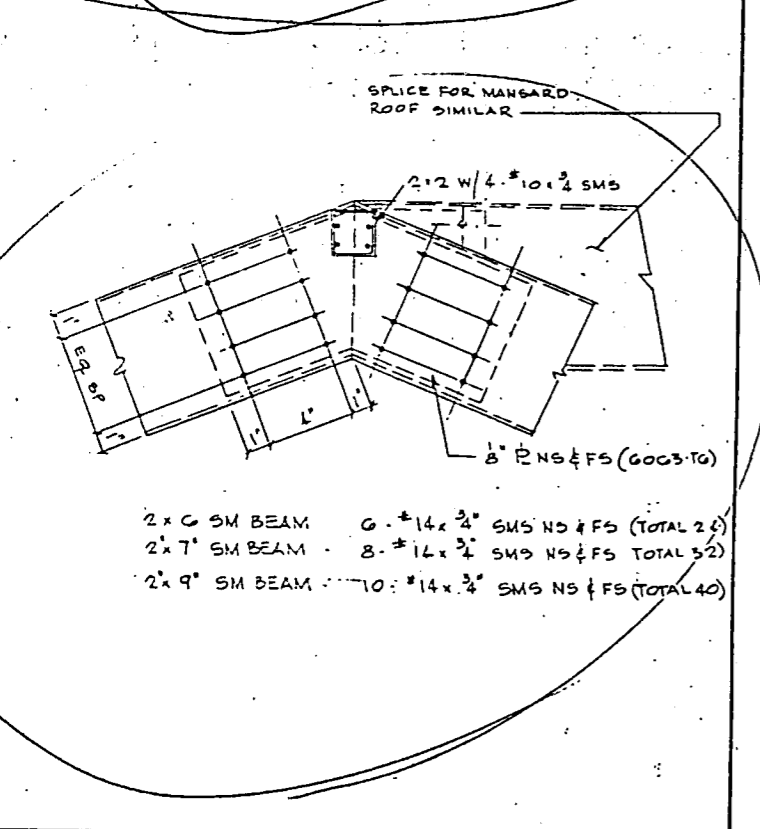 SPLICE FOR MANSARD
ROOF SIMILAR
2×2 W/ 4-#10×3/4 SMS
1"
EQ SP
1"
1"
1"
1/8" PL NS & FS (6063-T6)
2 × 6 SM BEAM 6-#14×3/4" SMS NS & FS (TOTAL 24)
2"×7" SM BEAM - 8-#14×3/4" SMS NS & FS TOTAL 32)
2"×9" SM BEAM - 10-#14×3/4" SMS NS & FS (TOTAL 40)